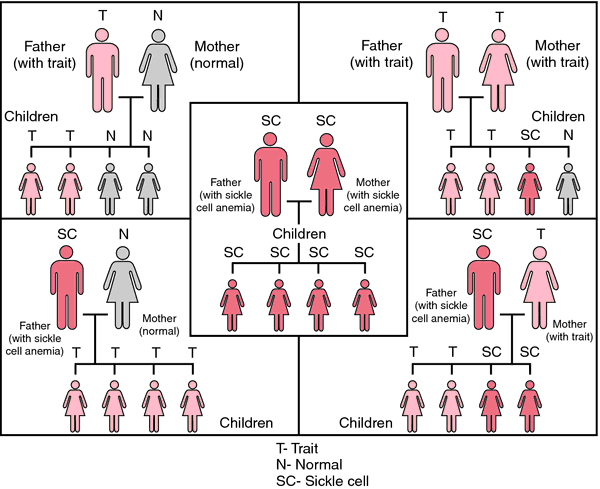 T N
Father
(with trait)
Mother
(normal)
Children
T T N N
T T
Father
(with trait)
Mother
(with trait)
Children
T T SC N
SC SC
Father
(with sickle
cell anemia)
Mother
(with sickle
cell anemia)
Children
SC SC SC SC
SC N
Father
(with sickle
cell anemia)
Mother
(normal)
T T T T
Children
SC T
Father
(with sickle
cell anemia)
Mother
(with trait)
T T SC SC
Children
T- Trait
N- Normal
SC- Sickle cell